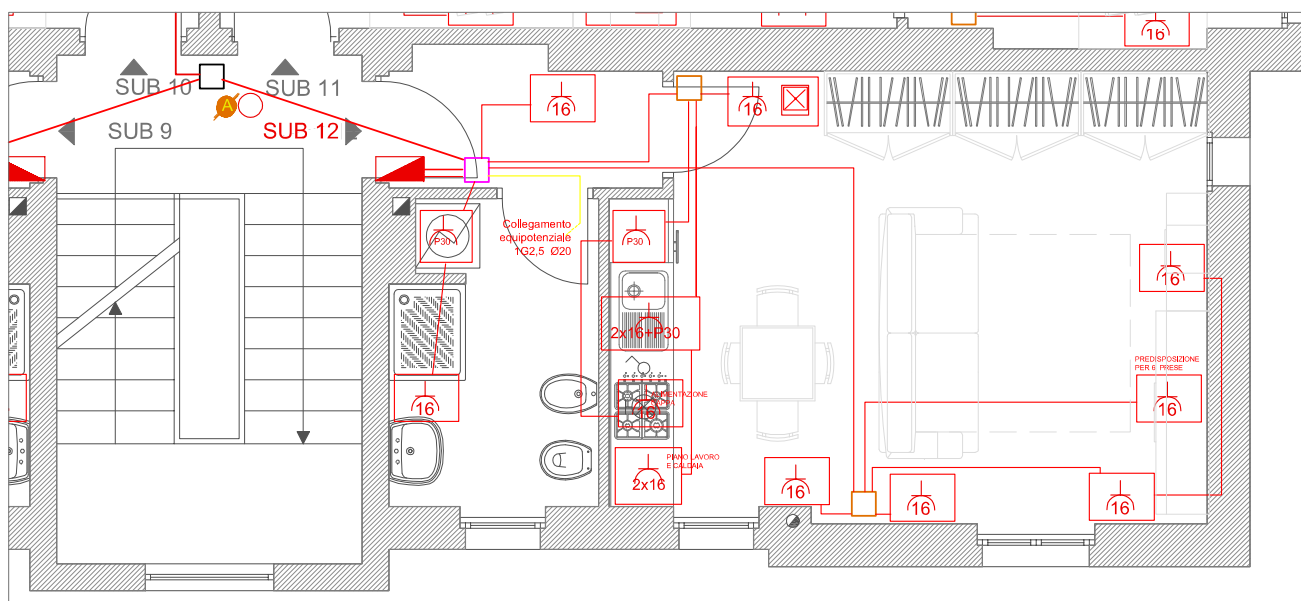 16
16
SUB 10
SUB 11
A
SUB 9
SUB 12
16
16
P30
Collegamento
equipotenziale
1G2,5 Ø20
P30
16
2x16+P30
PREDISPOSIZIONE
PER 6 PRESE
16
16
16
PIANO LAVORO
E CALDAIA
2x16
16
16
16